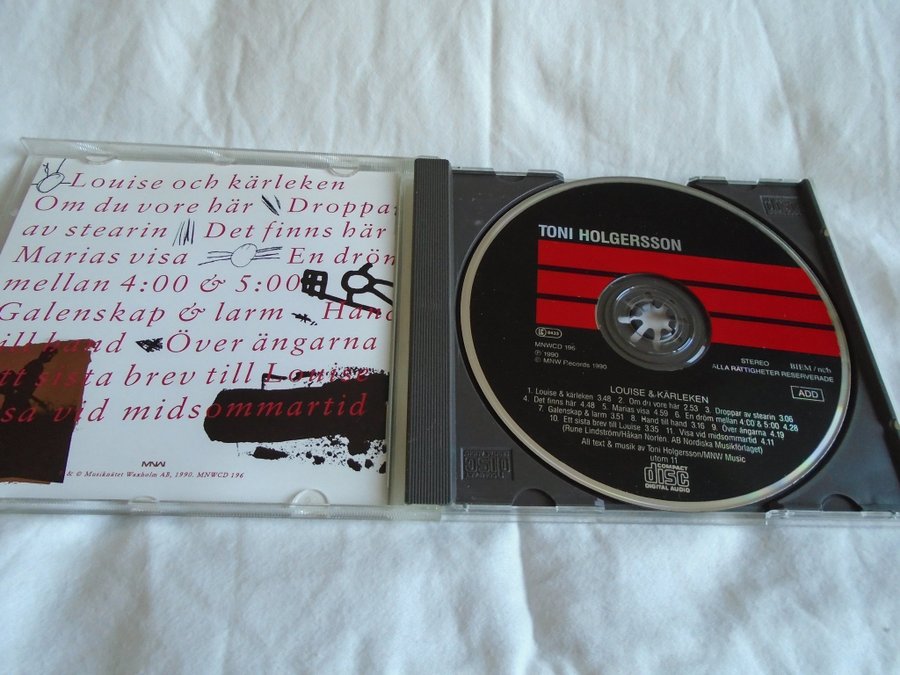 Louise och kärleken
Om du vore här Droppar
av stearin Det finns här
Marias visa En dröm
mellan 4:00 & 5:00
Galenskap & larm Hand
till hand Över ängarna
Ett sista brev till Louise
Visa vid midsommartid
MNW
& © Musiknätet Waxholm AB, 1990. MNWCD 196
TONI HOLGERSSON
MNWCD 196
Ⓟ 1990
© MNW Records 1990
STEREO BIEM / ncb
ALLA RÄTTIGHETER RESERVERADE
ADD
LOUISE & KÄRLEKEN
1. Louise & kärleken 3.48 2. Om du vore här 2.53 3. Droppar av stearin 3.06
4. Det finns här 4.48 5. Marias visa 4.59 6. En dröm mellan 4:00 & 5:00 4.28
7. Galenskap & larm 3.51 8. Hand till hand 3.16 9. Över ängarna 4.19
10. Ett sista brev till Louise 3.35 11. Visa vid midsommartid 4.11
(Rune Lindström/Håkan Norlén. AB Nordiska Musikförlaget)
All text & musik av Toni Holgersson/MNW Music
utom 11
COMPACT
disc
DIGITAL AUDIO